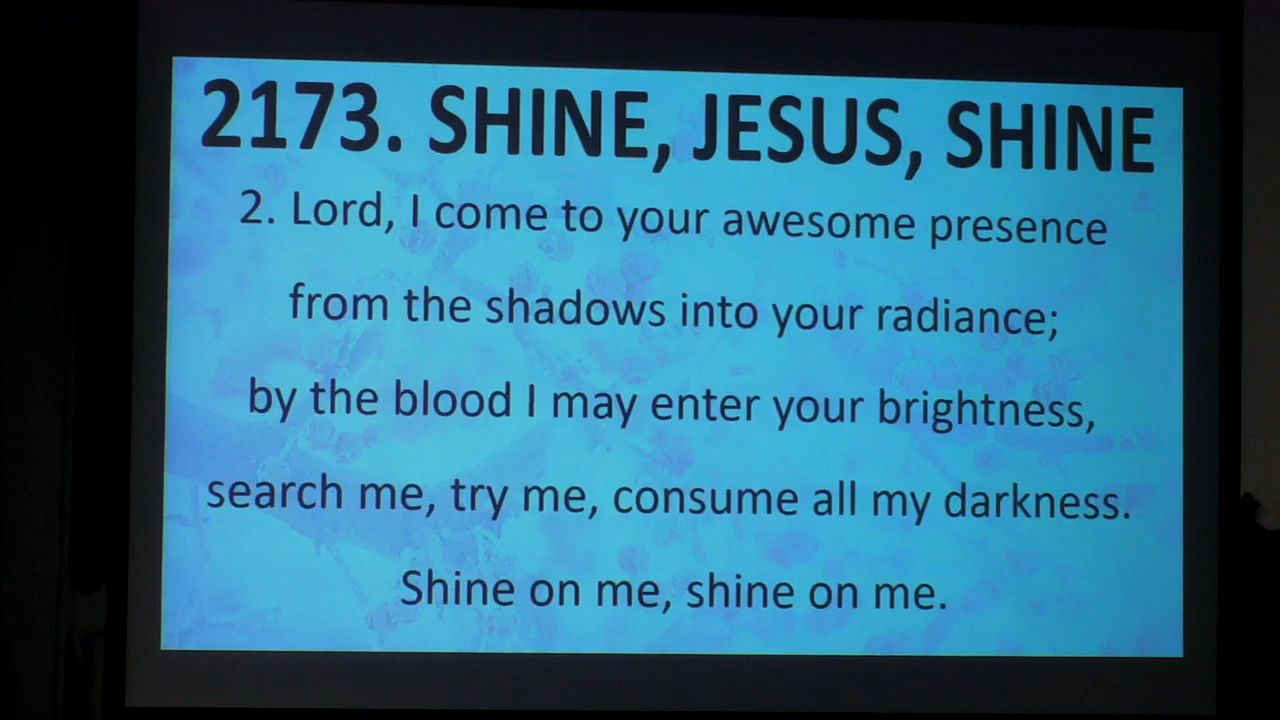 2173. SHINE, JESUS, SHINE
2. Lord, I come to your awesome presence
from the shadows into your radiance;
by the blood I may enter your brightness,
search me, try me, consume all my darkness.
Shine on me, shine on me.